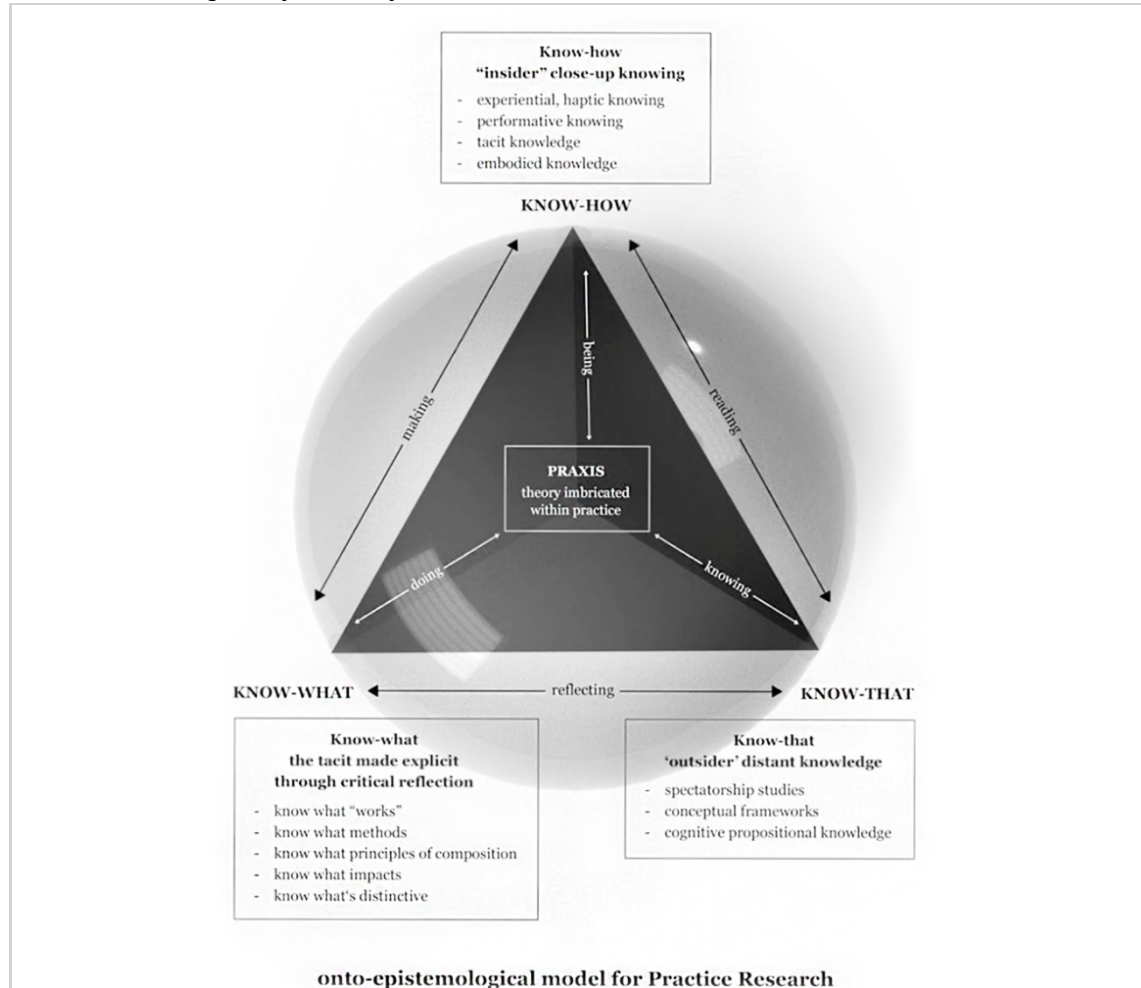 Know-how
"insider" close-up knowing
- experiential, haptic knowing
- performative knowing
- tacit knowledge
- embodied knowledge
KNOW-HOW
making
being
reading
PRAXIS
theory imbricated
within practice
doing
knowing
KNOW-WHAT
reflecting
KNOW-THAT
Know-what
the tacit made explicit
through critical reflection
- know what "works"
- know what methods
- know what principles of composition
- know what impacts
- know what's distinctive
Know-that
'outsider' distant knowledge
- spectatorship studies
- conceptual frameworks
- cognitive propositional knowledge
onto-epistemological model for Practice Research